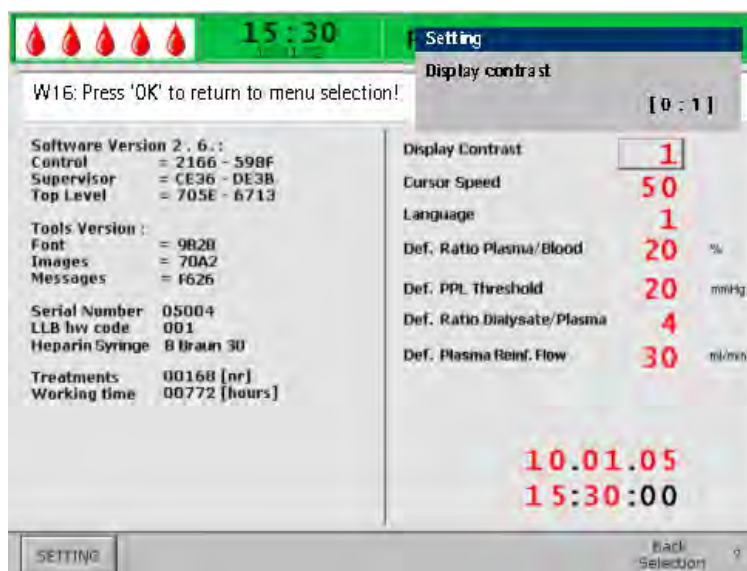 15:30
Setting
Display contrast
[0:1]
W16: Press 'OK' to return to menu selection!
Software Version 2 . 6 . :
Control = 2166 - 598F
Supervisor = CE36 - DE3B
Top Level = 705E - 6713
Tools Version :
Font = 9B2B
Images = 70A2
Messages = F626
Serial Number 05004
LLB hw code 001
Heparin Syringe B Braun 30
Treatments 00168 [nr]
Working time 00772 [hours]
Display Contrast 1
Cursor Speed 50
Language 1
Def. Ratio Plasma/Blood 20 %
Def. PPL Threshold 20 mmHg
Def. Ratio Dialysate/Plasma 4
Def. Plasma Reinf. Flow 30 ml/min
10.01.05
15:30:00
SETTING
Back
Selection